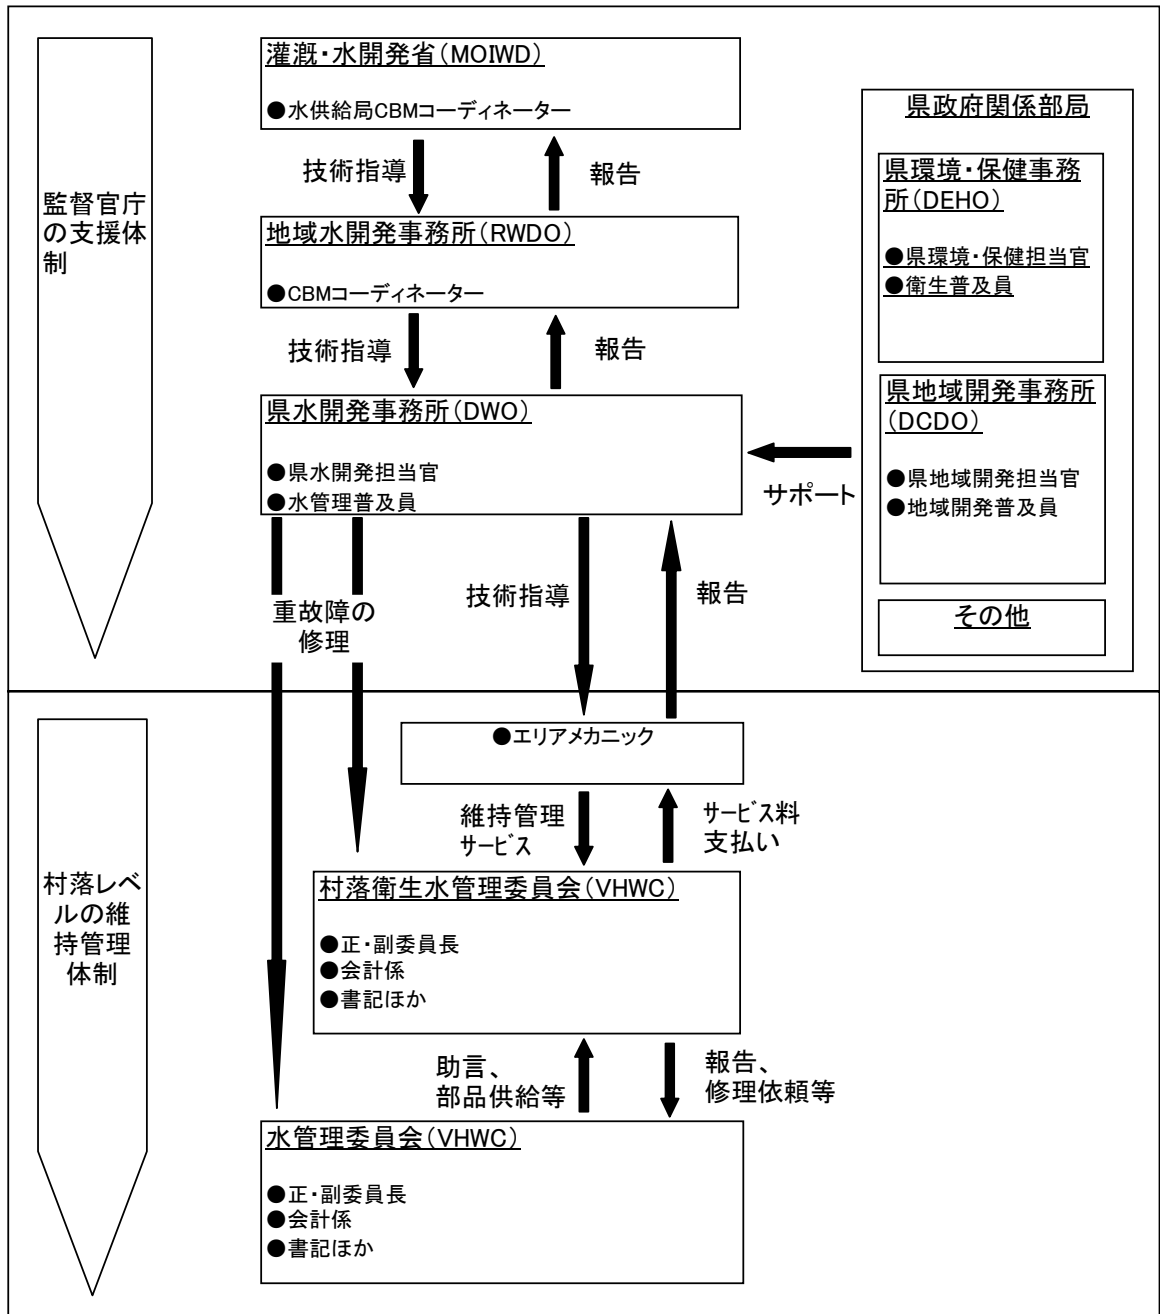 灌漑・水開発省(MOIWD)
●水供給局CBMコーディネーター
技術指導
報告
地域水開発事務所(RWDO)
●CBMコーディネーター
技術指導
報告
県水開発事務所(DWO)
●県水開発担当官
●水管理普及員
監督官庁
の支援体
制
県政府関係部局
県環境・保健事務
所(DEHO)
●県環境・保健担当官
●衛生普及員
県地域開発事務所
(DCDO)
●県地域開発担当官
●地域開発普及員
その他
サポート
重故障の
修理
技術指導
報告
●エリアメカニック
維持管理
サービス
サービス料
支払い
村落レベ
ルの維
持管理
体制
村落衛生水管理委員会(VHWC)
●正・副委員長
●会計係
●書記ほか
助言、
部品供給等
報告、
修理依頼等
水管理委員会(VHWC)
●正・副委員長
●会計係
●書記ほか